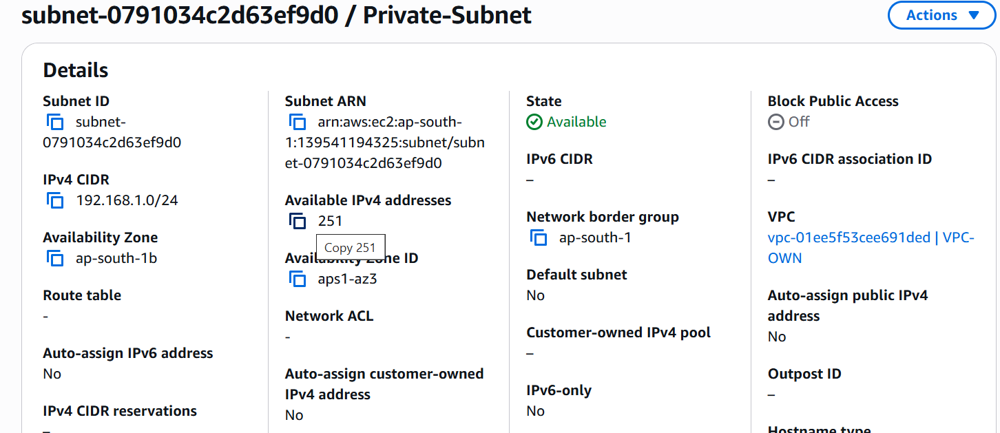 subnet-0791034c2d63ef9d0 / Private-Subnet
Actions
Details
Subnet ID
subnet-
0791034c2d63ef9d0
IPv4 CIDR
192.168.1.0/24
Availability Zone
ap-south-1b
Route table
-
Auto-assign IPv6 address
No
IPv4 CIDR reservations
–
Subnet ARN
arn:aws:ec2:ap-south-
1:139541194325:subnet/subn
et-0791034c2d63ef9d0
Available IPv4 addresses
251
Copy 251
Availability Zone ID
aps1-az3
Network ACL
-
Auto-assign customer-owned
IPv4 address
No
State
Available
IPv6 CIDR
–
Network border group
ap-south-1
Default subnet
No
Customer-owned IPv4 pool
–
IPv6-only
No
Block Public Access
Off
IPv6 CIDR association ID
–
VPC
vpc-01ee5f53cee691ded | VPC-
OWN
Auto-assign public IPv4
address
No
Outpost ID
–
Hostname type